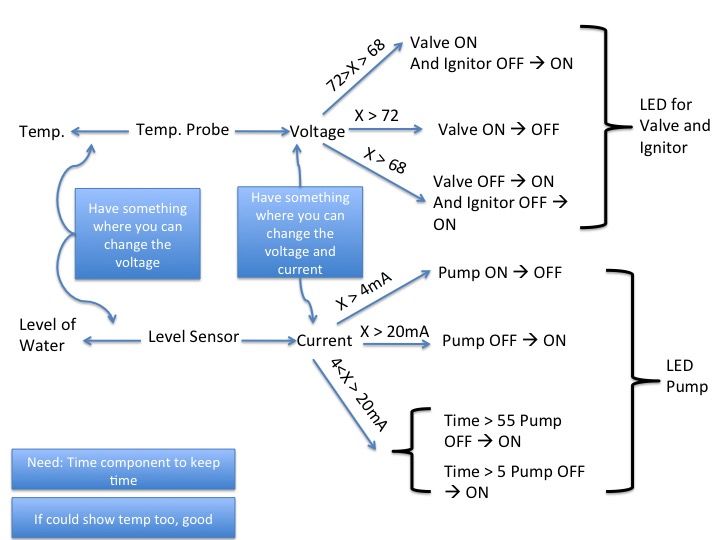 72>X > 68
Valve ON
And Ignitor OFF → ON
LED for
Valve and
Ignitor
Temp.
Temp. Probe
Voltage
X > 72
Valve ON → OFF
X > 68
Valve OFF → ON
And Ignitor OFF →
ON
Have something
where you can
change the
voltage
Have something
where you can
change the
voltage and
current
Level of
Water
Level Sensor
Current
X > 4mA
Pump ON → OFF
X > 20mA
Pump OFF → ON
4<X > 20mA
Time > 55 Pump
OFF → ON
Time > 5 Pump OFF
→ ON
LED
Pump
Need: Time component to keep
time
If could show temp too, good